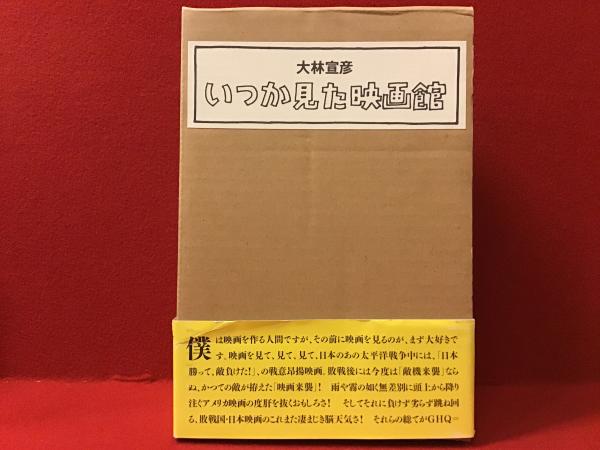 大林宣彦
いつか見た映画館
僕は映画を作る人間ですが、その前に映画を見るのが、まず大好きで
す。映画を見て、見て、見て、日本のあの太平洋戦争中には、「日本
勝って、敵負けた!」、の戦意昂揚映画。敗戦後には今度は「敵機来襲」なら
ぬ、かつての敵が拵えた「映画来襲」! 雨や霰の如く無差別に頭上から降り
注ぐアメリカ映画の度肝を抜くおもしろさ! そしてそれに負けず劣らず跳ね回
る、敗戦国・日本映画のこれまた凄まじき脳天気さ! それらの総てがGHQ=